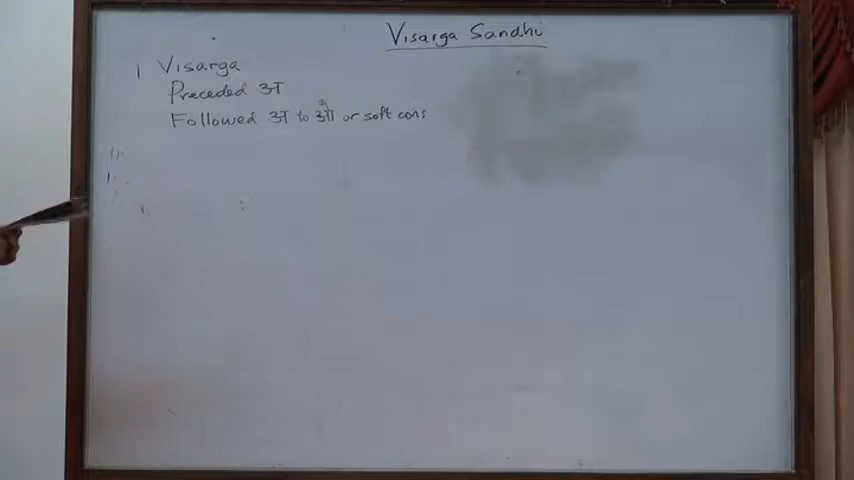 Visarga Sandhi
1 Visarga
Preceded अ
Followed अ to औ or soft cons